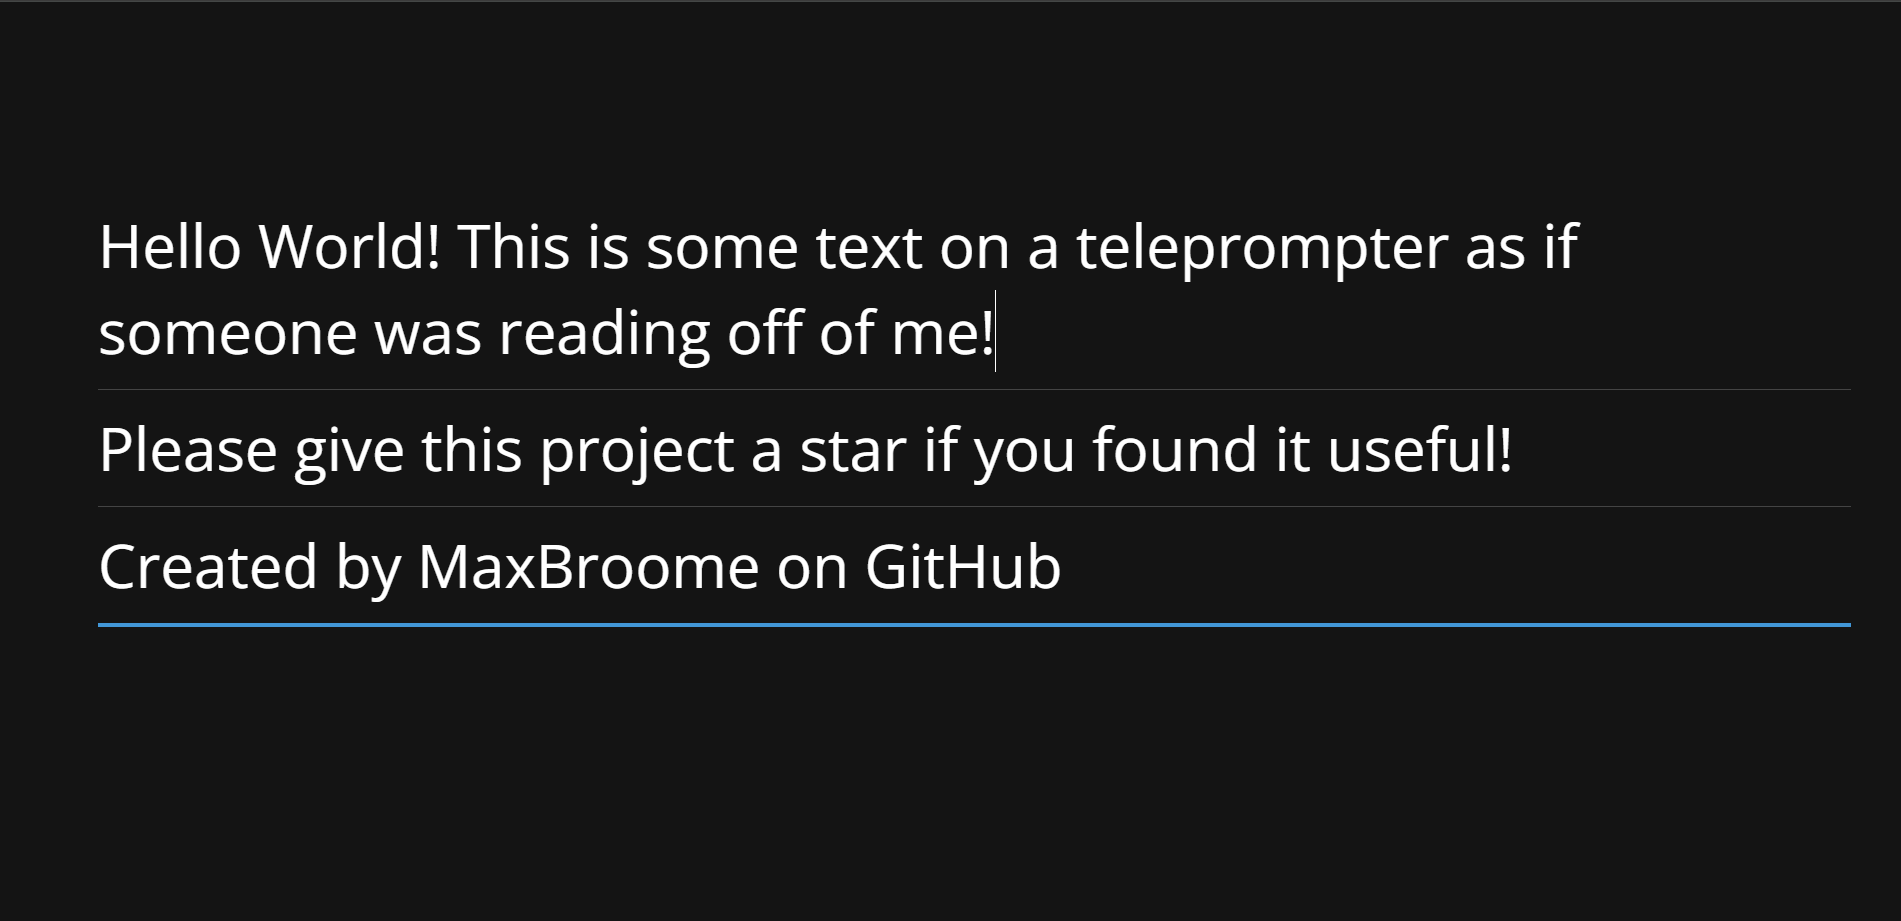 Hello World! This is some text on a teleprompter as if
someone was reading off of me!
Please give this project a star if you found it useful!
Created by MaxBroome on GitHub